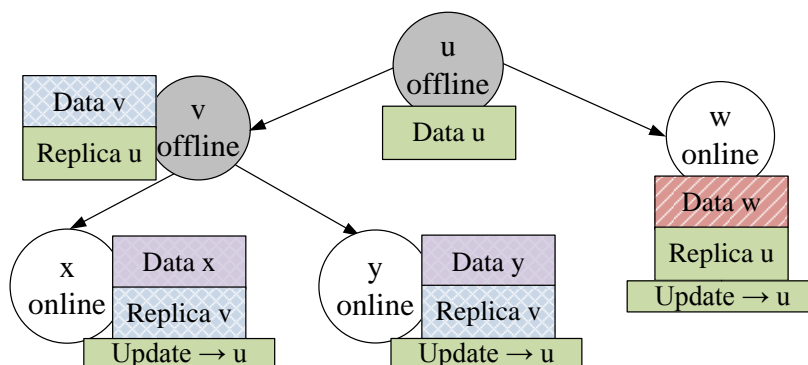 u
offline
Data u
Data v
Replica u
v
offline
w
online
Data w
Replica u
Update → u
x
online
Data x
Replica v
Update → u
y
online
Data y
Replica v
Update → u